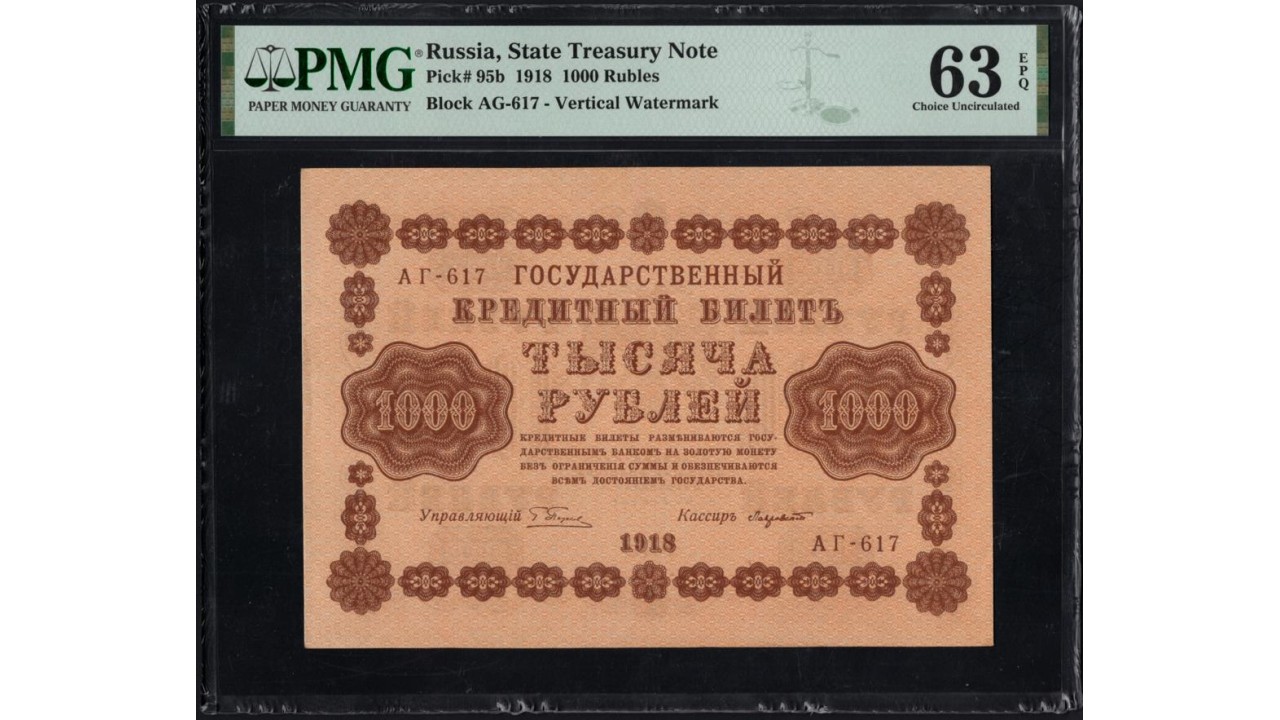 PMG®
PAPER MONEY GUARANTY
Russia, State Treasury Note
Pick# 95b 1918 1000 Rubles
Block AG-617 - Vertical Watermark
63 EPQ
Choice Uncirculated
АГ-617 ГОСУДАРСТВЕННЫЙ
КРЕДИТНЫЙ БИЛЕТЪ
ТЫСЯЧА
РУБЛЕЙ
1000 1000
КРЕДИТНЫЕ БИЛЕТЫ РАЗМѢНИВАЮТСЯ ГОСУ-
ДАРСТВЕННЫМЪ БАНКОМЪ НА ЗОЛОТУЮ МОНЕТУ
БЕЗЪ ОГРАНИЧЕНІЯ СУММЫ И ОБЕЗПЕЧИВАЮТСЯ
ВСѢМЪ ДОСТОЯНІЕМЪ ГОСУДАРСТВА.
Управляющій Кассиръ
1918 АГ-617